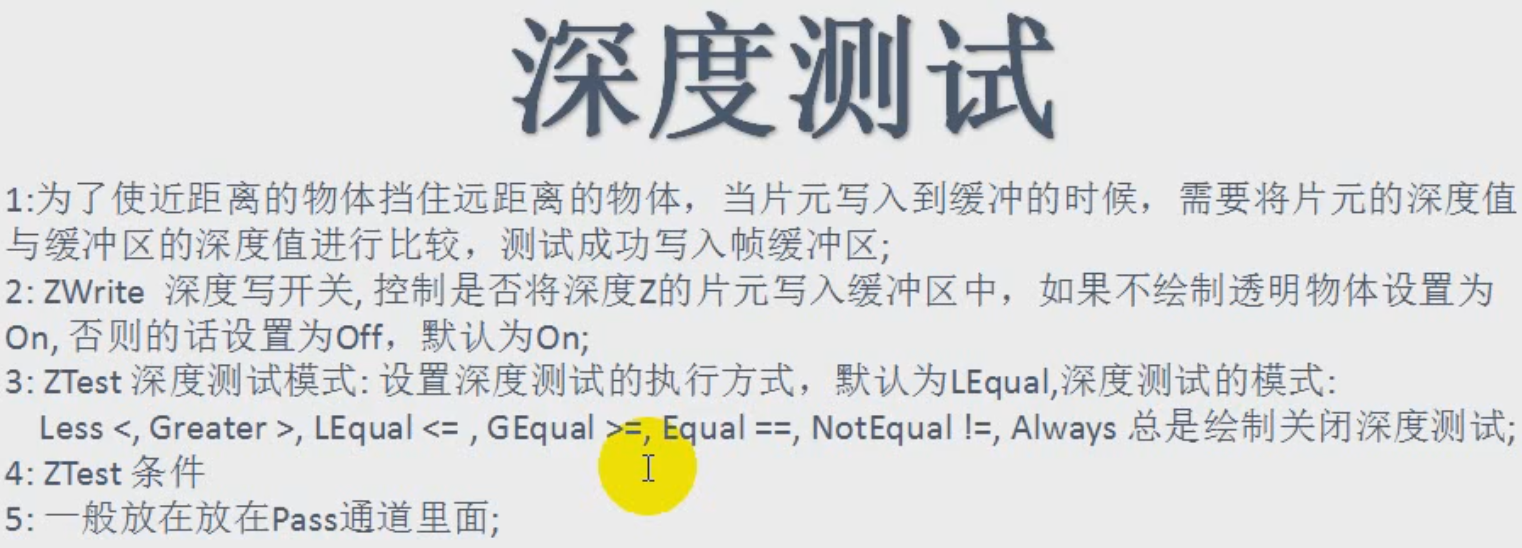 深度测试
1:为了使近距离的物体挡住远距离的物体，当片元写入到缓冲的时候，需要将片元的深度值
与缓冲区的深度值进行比较，测试成功写入帧缓冲区;
2: ZWrite 深度写开关, 控制是否将深度Z的片元写入缓冲区中，如果不绘制透明物体设置为
On, 否则的话设置为Off，默认为On;
3: ZTest 深度测试模式: 设置深度测试的执行方式，默认为LEqual,深度测试的模式:
Less <, Greater >, LEqual <= , GEqual >=, Equal ==, NotEqual !=, Always 总是绘制关闭深度测试;
4: ZTest 条件
5: 一般放在放在Pass通道里面;